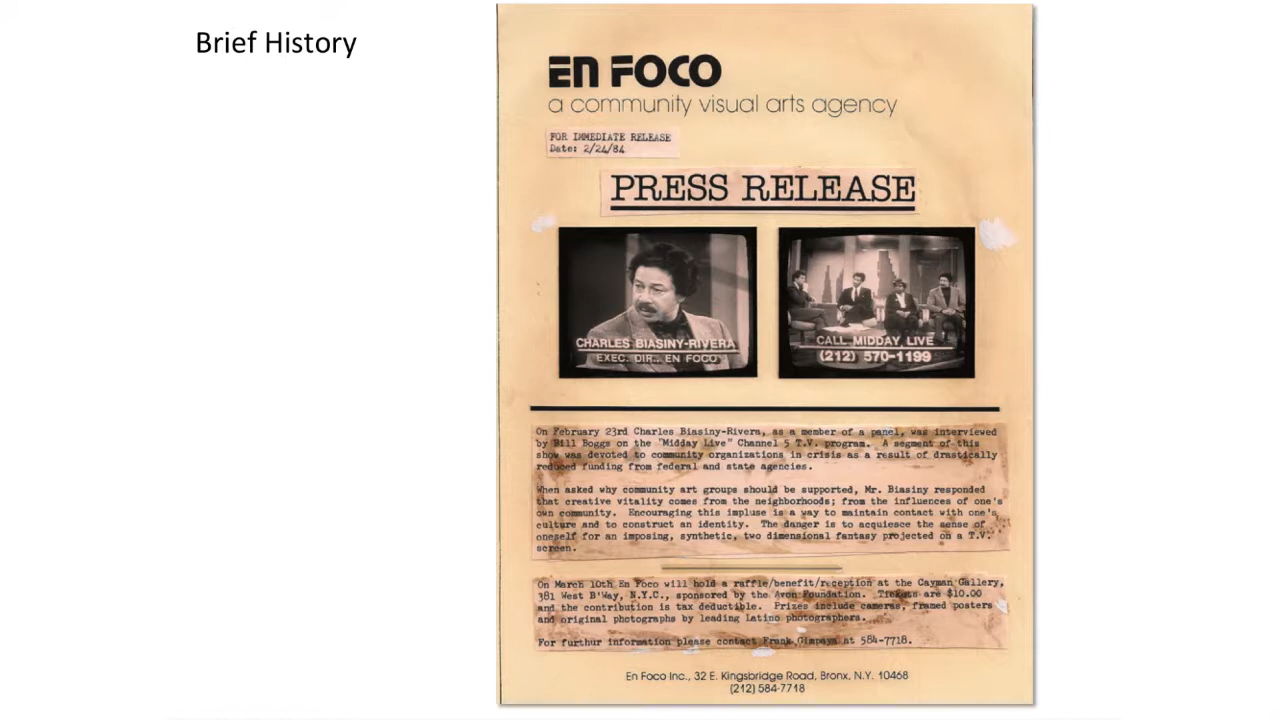 Brief History
EN FOCO
a community visual arts agency
FOR IMMEDIATE RELEASE
Date: 2/24/84
PRESS RELEASE
CHARLES BIASINY-RIVERA
EXEC. DIR., EN FOCO
CALL MIDDAY LIVE
(212) 570-1199
On February 23rd Charles Biasiny-Rivera, as a member of a panel, was interviewed
by Bill Boggs on the "Midday Live" Channel 5 T.V. program. A segment of this
show was devoted to community organizations in crisis as a result of drastically
reduced funding from federal and state agencies.
When asked why community art groups should be supported, Mr. Biasiny responded
that creative vitality comes from the neighborhoods; from the influences of one's
own community. Encouraging this impluse is a way to maintain contact with one's
culture and to construct an identity. The danger is to acquiesce the sense of
oneself for an imposing, synthetic, two dimensional fantasy projected on a T.V.
screen.
On March 10th En Foco will hold a raffle/benefit/reception at the Cayman Gallery,
381 West B'Way, N.Y.C., sponsored by the Avon Foundation. Tickets are $10.00
and the contribution is tax deductible. Prizes include cameras, framed posters
and original photographs by leading Latino photographers.
For furthur information please contact Frank Gimpaya at 584-7718.
En Foco Inc., 32 E. Kingsbridge Road, Bronx, N.Y. 10468
(212) 584-7718